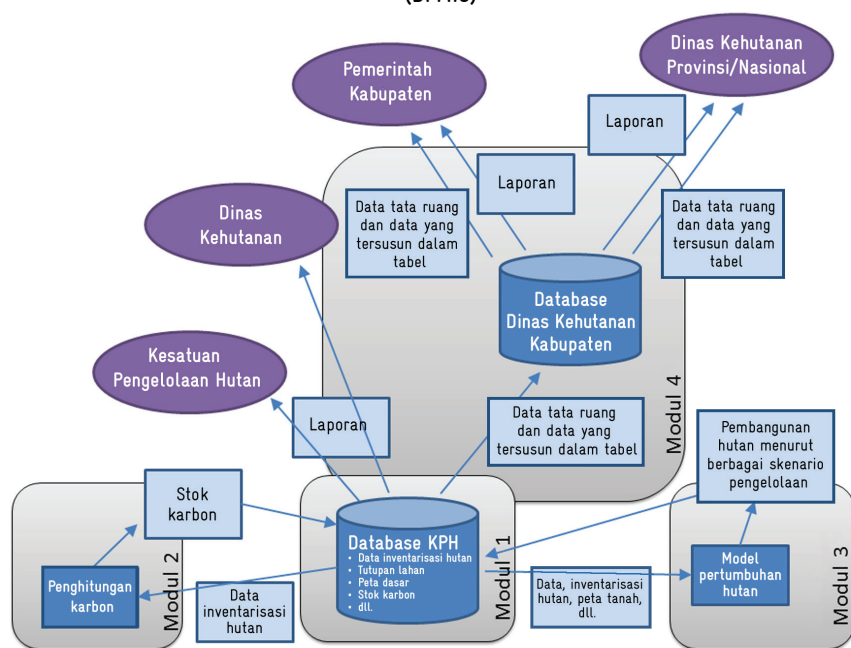 Dinas Kehutanan
Provinsi/Nasional
Pemerintah
Kabupaten
Laporan
Laporan
Dinas
Kehutanan
Data tata ruang
dan data yang
tersusun dalam
tabel
Data tata ruang
dan data yang
tersusun dalam
tabel
Database
Dinas Kehutanan
Kabupaten
Kesatuan
Pengelolaan Hutan
Modul 4
Laporan
Data tata ruang
dan data yang
tersusun dalam tabel
Pembangunan
hutan menurut
berbagai skenario
pengelolaan
Stok
karbon
Modul 2
Penghitungan
karbon
Data
inventarisasi
hutan
Database KPH
• Data inventarisasi hutan
• Tutupan lahan
• Peta dasar
• Stok karbon
• dll.
Modul 1
Data, inventarisasi
hutan, peta tanah,
dll.
Model
pertumbuhan
hutan
Modul 3